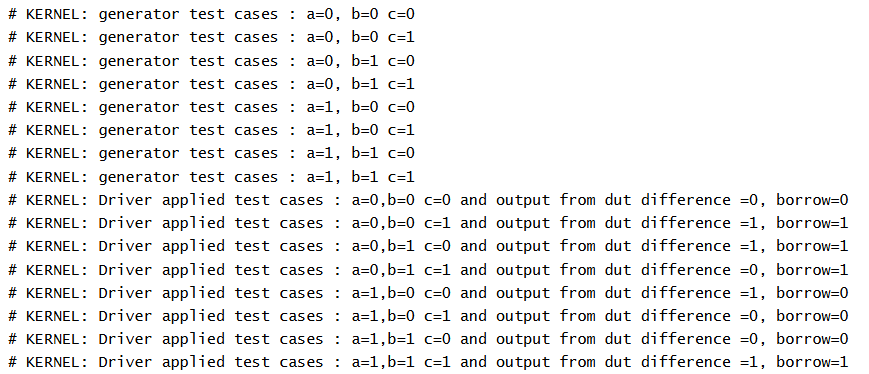 # KERNEL: generator test cases : a=0, b=0 c=0
# KERNEL: generator test cases : a=0, b=0 c=1
# KERNEL: generator test cases : a=0, b=1 c=0
# KERNEL: generator test cases : a=0, b=1 c=1
# KERNEL: generator test cases : a=1, b=0 c=0
# KERNEL: generator test cases : a=1, b=0 c=1
# KERNEL: generator test cases : a=1, b=1 c=0
# KERNEL: generator test cases : a=1, b=1 c=1
# KERNEL: Driver applied test cases : a=0,b=0 c=0 and output from dut difference =0, borrow=0
# KERNEL: Driver applied test cases : a=0,b=0 c=1 and output from dut difference =1, borrow=1
# KERNEL: Driver applied test cases : a=0,b=1 c=0 and output from dut difference =1, borrow=1
# KERNEL: Driver applied test cases : a=0,b=1 c=1 and output from dut difference =0, borrow=1
# KERNEL: Driver applied test cases : a=1,b=0 c=0 and output from dut difference =1, borrow=0
# KERNEL: Driver applied test cases : a=1,b=0 c=1 and output from dut difference =0, borrow=0
# KERNEL: Driver applied test cases : a=1,b=1 c=0 and output from dut difference =0, borrow=0
# KERNEL: Driver applied test cases : a=1,b=1 c=1 and output from dut difference =1, borrow=1